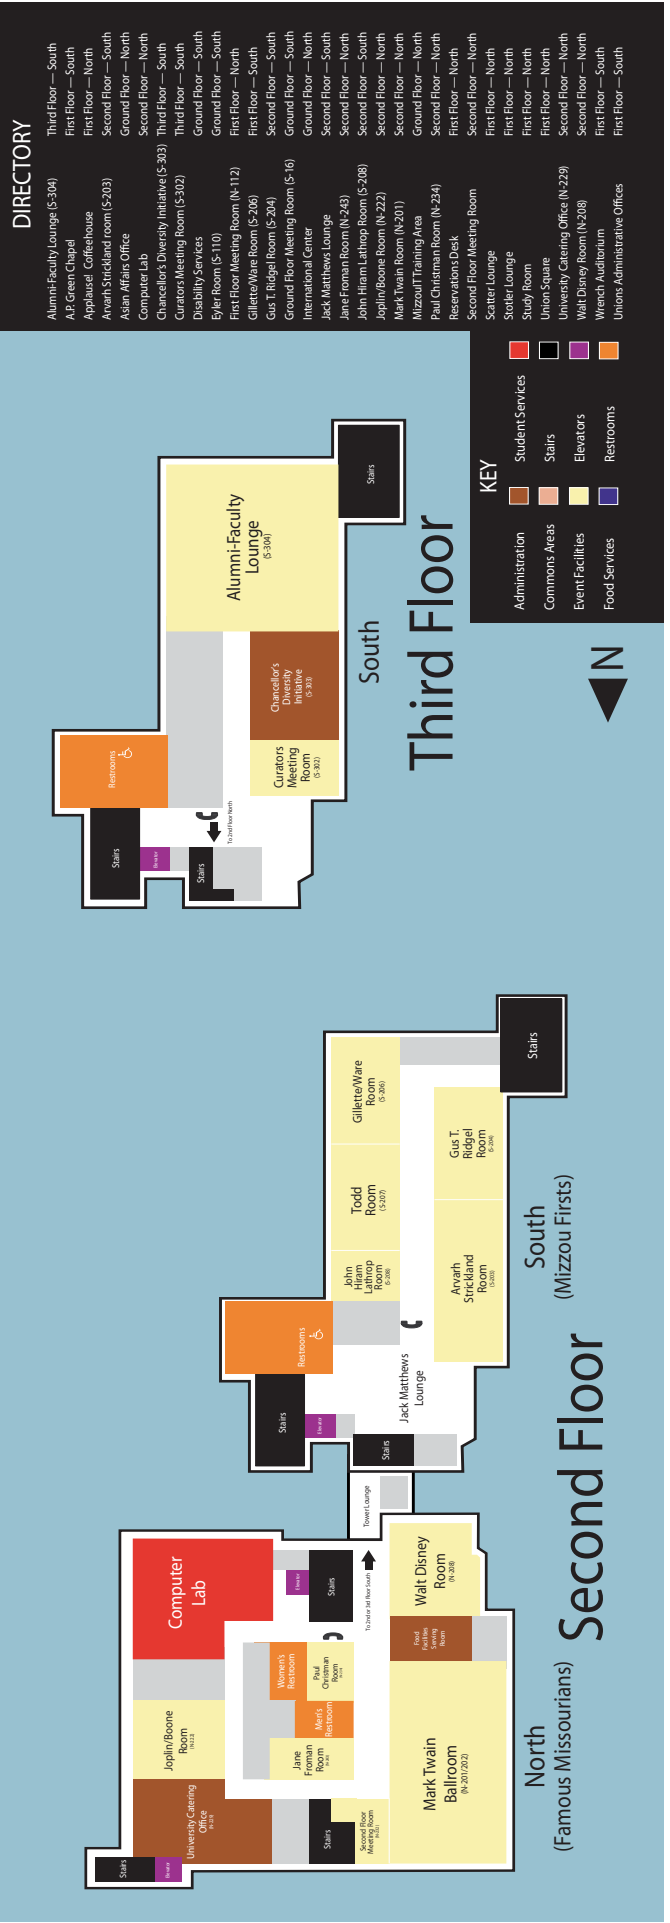 DIRECTORY
Alumni-Faculty Lounge (S-304) Third Floor — South
A.P. Green Chapel First Floor — South
Applausel Coffeehouse First Floor — North
Arvarh Strickland room (S-203) Second Floor — South
Asian Affairs Office Ground Floor — North
Computer Lab Second Floor — North
Chancellor's Diversity Initiative (S-303) Third Floor — South
Curators Meeting Room (S-302) Third Floor — South
Disability Services Ground Floor — South
Eyler Room (S-110) Ground Floor — South
First Floor Meeting Room (N-112) First Floor — North
Gillette/Ware Room (S-206) First Floor — South
Gus T. Ridgel Room (S-204) Second Floor — South
Ground Floor Meeting Room (S-16) Ground Floor — South
International Center Ground Floor — North
Jack Matthews Lounge Second Floor — South
Jane Froman Room (N-243) Second Floor — North
John Hiram Lathrop Room (S-208) First Floor — South
Joplin/Boone Room (N-222) Second Floor — North
Mark Twain Room (N-201) Second Floor — North
MizzouIT Training Area Ground Floor — North
Paul Christman Room (N-234) Second Floor — North
Reservations Desk First Floor — North
Second Floor Meeting Room Second Floor — North
Scatter Lounge First Floor — North
Stotler Lounge First Floor — North
Study Room First Floor — North
Union Square First Floor — North
University Catering Office (N-229) Second Floor — North
Walt Disney Room (N-208) Second Floor — North
Wrench Auditorium First Floor — South
Unions Administrative Offices First Floor — South
KEY
Administration Student Services
Commons Areas Stairs
Event Facilities Elevators
Food Services Restrooms
N
Restrooms
Stairs
Elevator
Stairs
To 2nd Floor North
Alumni-Faculty
Lounge
(S-304)
Chancellor's
Diversity
Initiative
(S-303)
Curators
Meeting
Room
(S-302)
Stairs
South
Third Floor
Restrooms
Stairs
Elevator
Stairs
Gillette/Ware
Room
(S-206)
Todd
Room
(S-207)
John
Hiram
Lathrop
Room
(S-208)
Jack Matthews
Lounge
Gus T.
Ridgel
Room
(S-204)
Arvarh
Strickland
Room
(S-203)
Stairs
South
(Mizzou Firsts)
Tower Lounge
Computer
Lab
Elevator
Stairs
To 2nd or 3rd Floor South
Joplin/Boone
Room
(N-222)
Women's
Restroom
Paul
Christman
Room
Men's
Restroom
Jane
Froman
Room
University Catering
Office
Stairs
Elevator
Stairs
Second Floor
Meeting Room
Walt Disney
Room
(N-208)
Food
Facilities
Serving
Room
Mark Twain
Ballroom
(N-201/202)
North
(Famous Missourians)
Second Floor